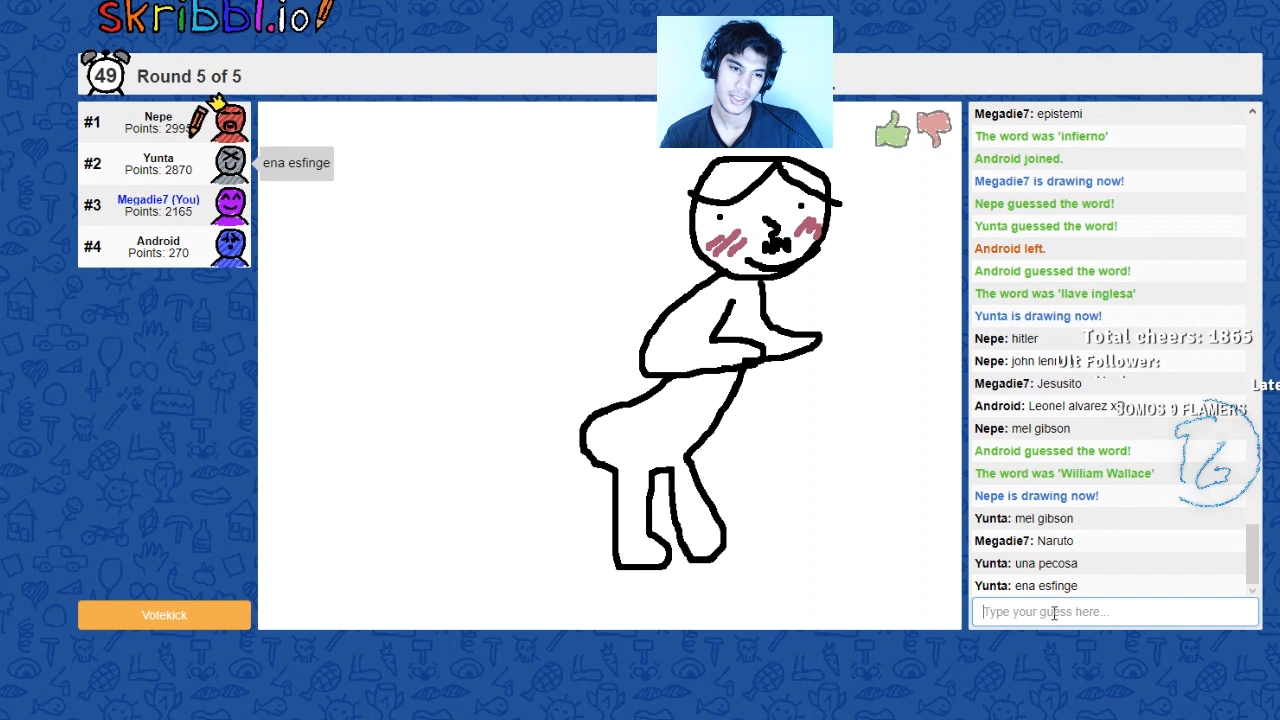 skribbl.io
49
Round 5 of 5
#1
Nepe
Points: 2995
#2
Yunta
Points: 2870
#3
Megadie7 (You)
Points: 2165
#4
Android
Points: 270
ena esfinge
Votekick
Megadie7: epistemi
The word was 'infierno'
Android joined.
Megadie7 is drawing now!
Nepe guessed the word!
Yunta guessed the word!
Android left.
Android guessed the word!
The word was 'llave inglesa'
Yunta is drawing now!
Nepe: hitler
Total cheers: 1865
Nepe: john
Ult Follower:
Megadie7: Jesusito
Late
Android: Leonel alvarez
SOMOS 9 FLAMERS
Nepe: mel gibson
Android guessed the word!
The word was 'William Wallace'
Nepe is drawing now!
Yunta: mel gibson
Megadie7: Naruto
Yunta: una pecosa
Yunta: ena esfinge
Type your guess here...